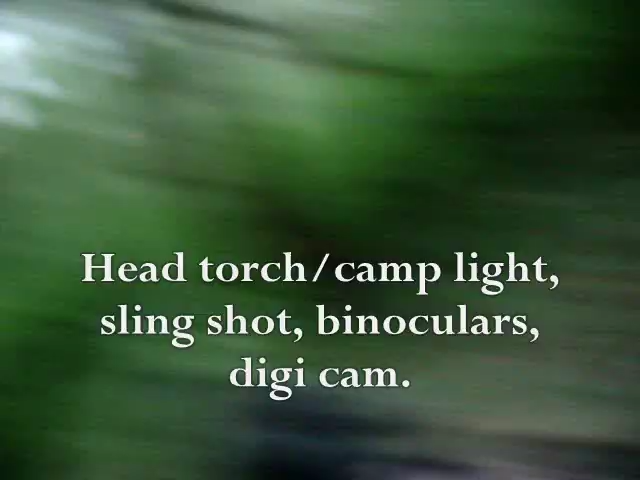 Head torch/camp light,
sling shot, binoculars,
digi cam.